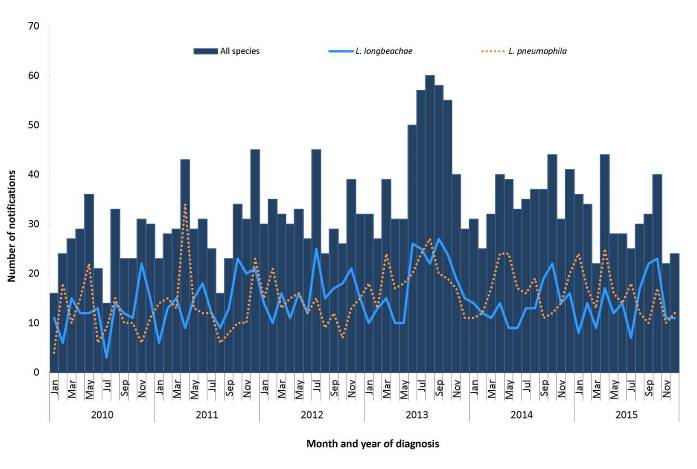 70
All species L. longbeachae L. pneumophila
60
50
40
30
20
10
0
Number of notifications
Jan Mar May Jul Sep Nov Jan Mar May Jul Sep Nov Jan Mar May Jul Sep Nov Jan Mar May Jul Sep Nov Jan Mar May Jul Sep Nov Jan Mar May Jul Sep Nov
2010 2011 2012 2013 2014 2015
Month and year of diagnosis